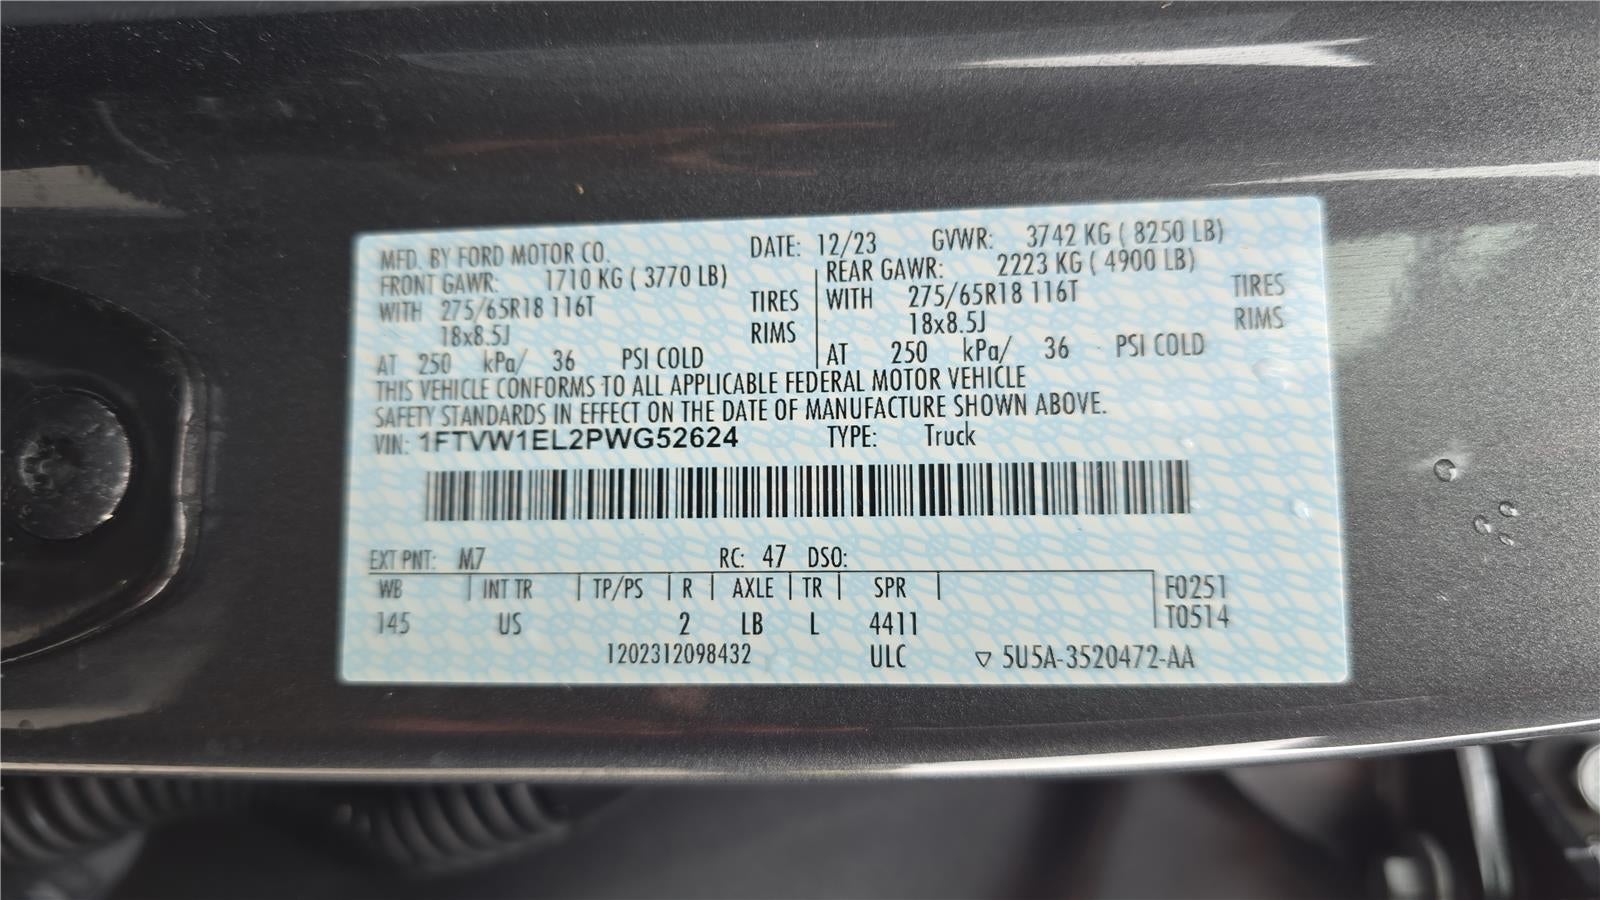 MFD. BY FORD MOTOR CO. DATE: 12/23 GVWR: 3742 KG ( 8250 LB)
FRONT GAWR: 1710 KG ( 3770 LB) REAR GAWR: 2223 KG ( 4900 LB)
WITH 275/65R18 116T TIRES WITH 275/65R18 116T TIRES
18x8.5J RIMS 18x8.5J RIMS
AT 250 kPa/ 36 PSI COLD AT 250 kPa/ 36 PSI COLD
THIS VEHICLE CONFORMS TO ALL APPLICABLE FEDERAL MOTOR VEHICLE
SAFETY STANDARDS IN EFFECT ON THE DATE OF MANUFACTURE SHOWN ABOVE.
VIN: 1FTVW1EL2PWG52624 TYPE: Truck
EXT PNT: M7 RC: 47 DSO:
WB INT TR TP/PS R AXLE TR SPR F0251
145 US 2 LB L 4411 T0514
1202312098432 ULC ▽ 5U5A-3520472-AA